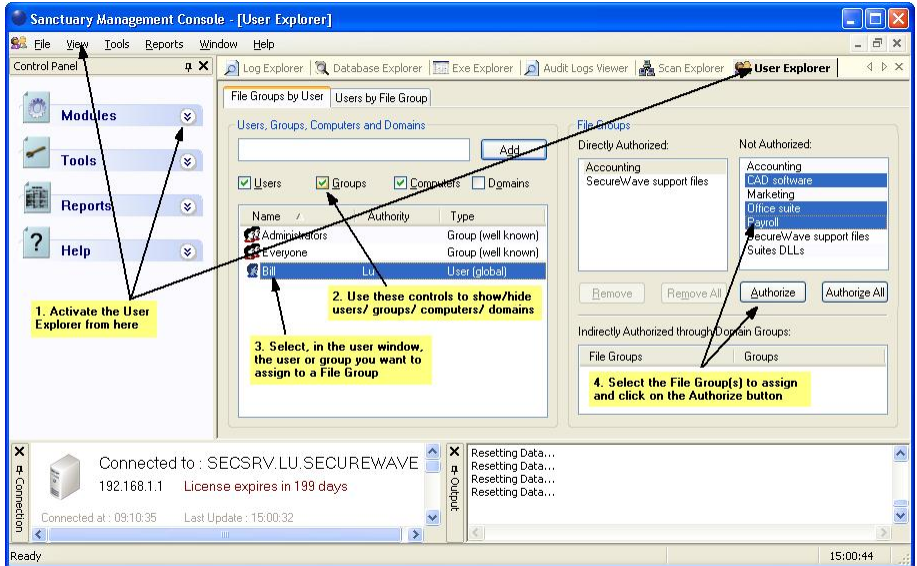 Sanctuary Management Console - [User Explorer]
File View Tools Reports Window Help
Control Panel
Log Explorer Database Explorer Exe Explorer Audit Logs Viewer Scan Explorer User Explorer
File Groups by User Users by File Group
Modules
Tools
Reports
Help
1. Activate the User
Explorer from here
Users, Groups, Computers and Domains
Add
Users Groups Computers Domains
Name Authority Type
Administrators Group (well known)
Everyone Group (well known)
Bill Lu User (global)
2. Use these controls to show/hide
users/ groups/ computers/ domains
3. Select, in the user window,
the user or group you want to
assign to a File Group
File Groups
Directly Authorized:
Accounting
SecureWave support files
Not Authorized:
Accounting
CAD software
Marketing
Office suite
Payroll
SecureWave support files
Suites DLLs
Remove Remove All Authorize Authorize All
Indirectly Authorized through Domain Groups:
File Groups Groups
4. Select the File Group(s) to assign
and click on the Authorize button
Connection
Connected to : SECSRV.LU.SECUREWAVE
192.168.1.1 License expires in 199 days
Connected at : 09:10:35 Last Update : 15:00:32
Output
Resetting Data...
Resetting Data...
Resetting Data...
Resetting Data...
Ready 15:00:44